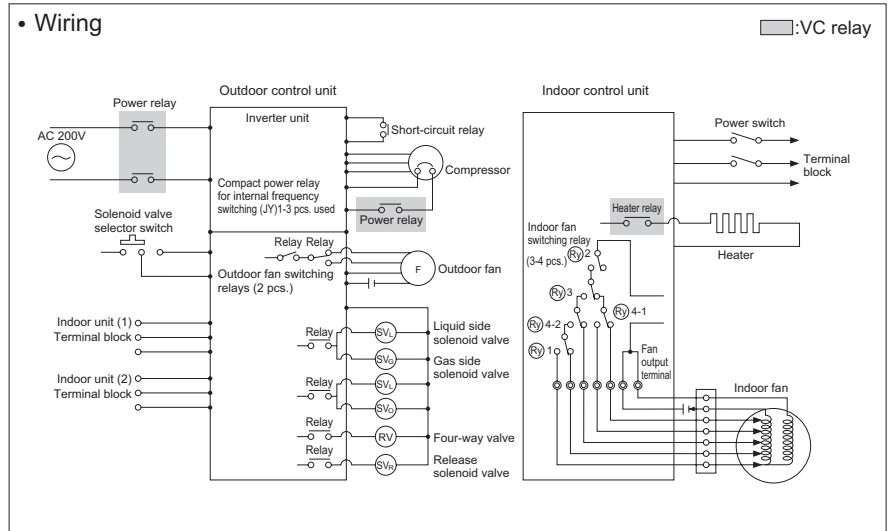 • Wiring
:VC relay
Outdoor control unit
Indoor control unit
Power relay
AC 200V
Inverter unit
Short-circuit relay
Compressor
Compact power relay
for internal frequency
switching (JY)1-3 pcs. used
Power relay
Solenoid valve
selector switch
Relay Relay
Outdoor fan switching
relays (2 pcs.)
F
Outdoor fan
Indoor unit (1)
Terminal block
Indoor unit (2)
Terminal block
Relay
SVL
Liquid side
solenoid valve
SVG
Gas side
solenoid valve
Relay
SVL
SVO
Relay
RV
Four-way valve
Relay
SVR
Release
solenoid valve
Power switch
Terminal
block
Heater relay
Heater
Indoor fan
switching relay
(3-4 pcs.)
Ry 2
Ry 3
Ry 4-1
Ry 4-2
Ry 1
Fan
output
terminal
Indoor fan